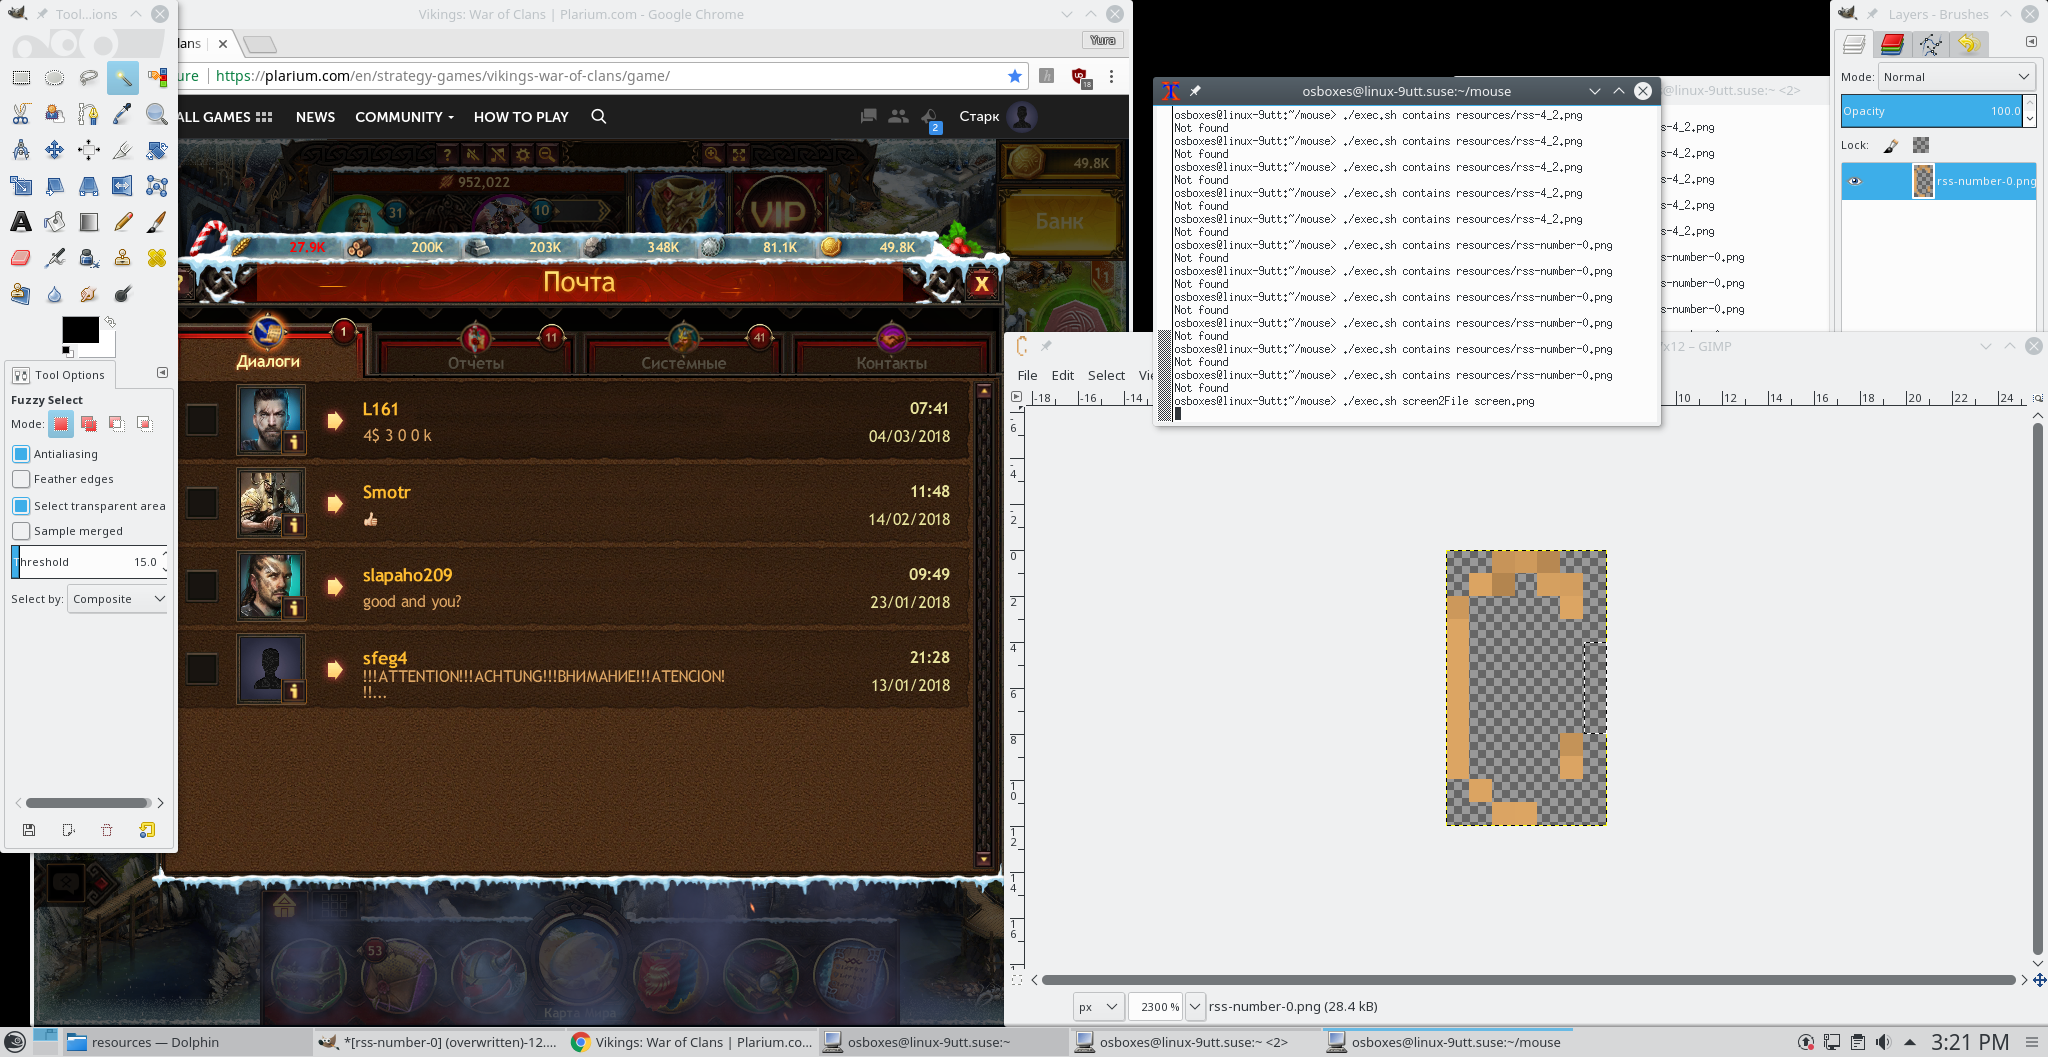 Tool...ions
Vikings: War of Clans | Plarium.com - Google Chrome
Layers - Brushes
lans
Yura
ure
https://plarium.com/en/strategy-games/vikings-war-of-clans/game/
18
ALL GAMES
NEWS
COMMUNITY
HOW TO PLAY
2
Старк
49.8K
952,022
31
10
VIP
Банк
27.9K
200K
203K
348K
81.1K
49.8K
Почта
X
1
11
41
Диалоги
Отчеты
Системные
Контакты
L161
07:41
4$ 3 0 0 k
04/03/2018
Smotr
11:48
14/02/2018
slapaho209
09:49
good and you?
23/01/2018
sfeg4
21:28
!!!ATTENTION!!!ACHTUNG!!!ВНИМАНИЕ!!!ATENCION!
!!...
13/01/2018
53
Карта Мира
Tool Options
Fuzzy Select
Mode:
Antialiasing
Feather edges
Select transparent area
Sample merged
Threshold
15.0
Select by:
Composite
osboxes@linux-9utt.suse:~/mouse
osboxes@linux-9utt:~/mouse> ./exec.sh contains resources/rss-4_2.png
Not found
osboxes@linux-9utt:~/mouse> ./exec.sh contains resources/rss-4_2.png
Not found
osboxes@linux-9utt:~/mouse> ./exec.sh contains resources/rss-4_2.png
Not found
osboxes@linux-9utt:~/mouse> ./exec.sh contains resources/rss-4_2.png
Not found
osboxes@linux-9utt:~/mouse> ./exec.sh contains resources/rss-4_2.png
Not found
osboxes@linux-9utt:~/mouse> ./exec.sh contains resources/rss-number-0.png
Not found
osboxes@linux-9utt:~/mouse> ./exec.sh contains resources/rss-number-0.png
Not found
osboxes@linux-9utt:~/mouse> ./exec.sh contains resources/rss-number-0.png
Not found
osboxes@linux-9utt:~/mouse> ./exec.sh contains resources/rss-number-0.png
Not found
osboxes@linux-9utt:~/mouse> ./exec.sh contains resources/rss-number-0.png
Not found
osboxes@linux-9utt:~/mouse> ./exec.sh contains resources/rss-number-0.png
Not found
osboxes@linux-9utt:~/mouse> ./exec.sh screen2File screen.png
s@linux-9utt.suse:~ <2>
s-4_2.png
s-4_2.png
s-4_2.png
s-4_2.png
s-4_2.png
s-number-0.png
s-number-0.png
s-number-0.png
Mode:
Normal
Opacity
100.0
Lock:
rss-number-0.png
x12 – GIMP
File Edit Select Vi
-18 -16 -14
10 12 14 16 18 20 22 24
6
4
2
0
2
4
6
8
10
12
14
16
px
2300 %
rss-number-0.png (28.4 kB)
resources — Dolphin
*[rss-number-0] (overwritten)-12....
Vikings: War of Clans | Plarium.co...
osboxes@linux-9utt.suse:~
osboxes@linux-9utt.suse:~ <2>
osboxes@linux-9utt.suse:~/mouse
3:21 PM